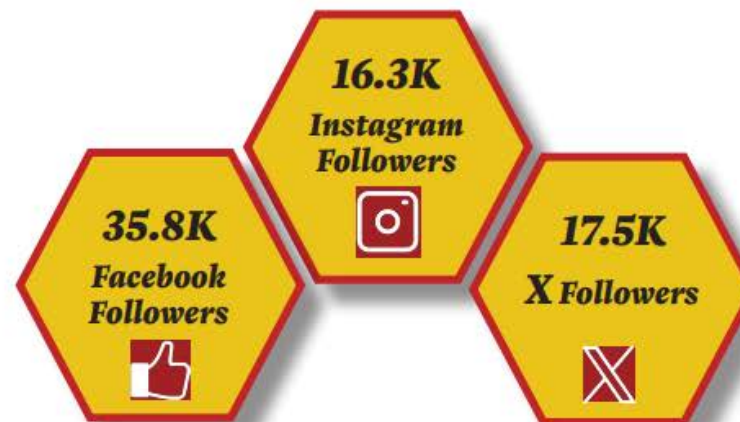 35.8K
Facebook
Followers
16.3K
Instagram
Followers
17.5K
X Followers